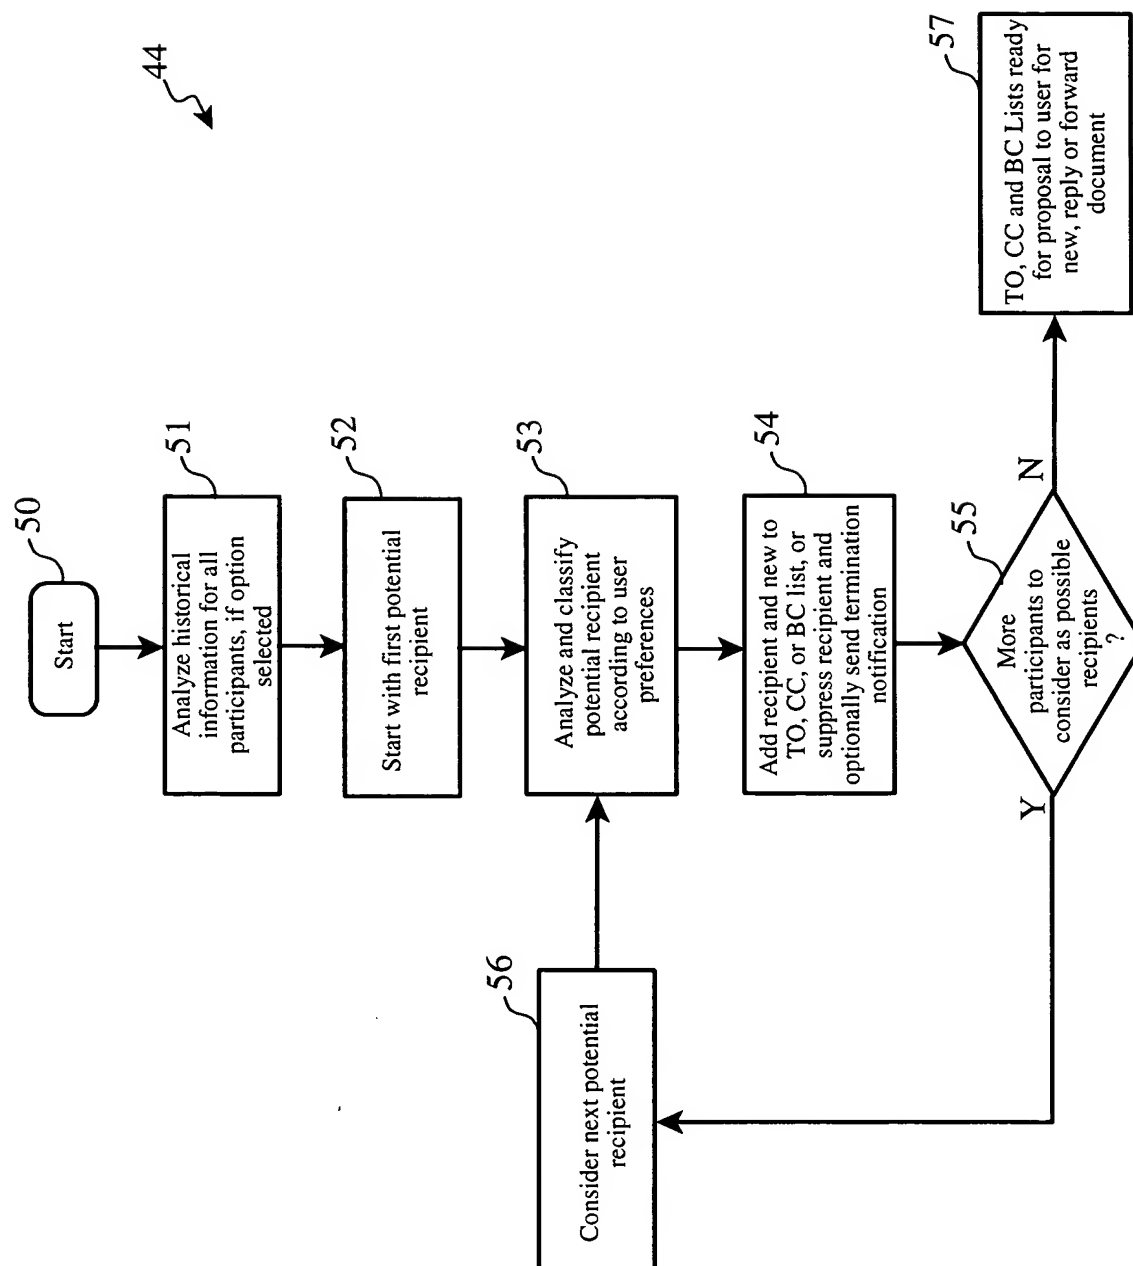 44
50
Start
51
Analyze historical
information for all
participants, if option
selected
52
Start with first potential
recipient
53
Analyze and classify
potential recipient
according to user
preferences
54
Add recipient and new to
TO, CC, or BC list, or
suppress recipient and
optionally send termination
notification
55
More
participants to
consider as possible
recipients
?
Y
N
56
Consider next potential
recipient
57
TO, CC and BC Lists ready
for proposal to user for
new, reply or forward
document